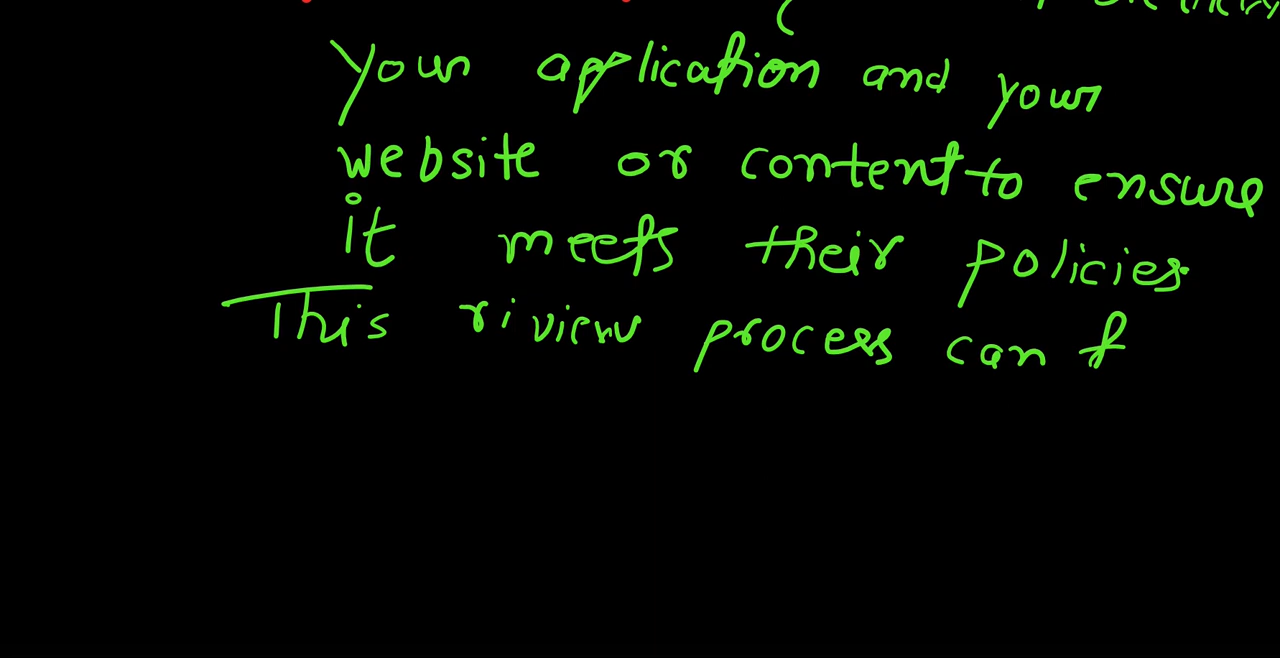 your application and your
website or content to ensure
it meets their policies
This riview process can